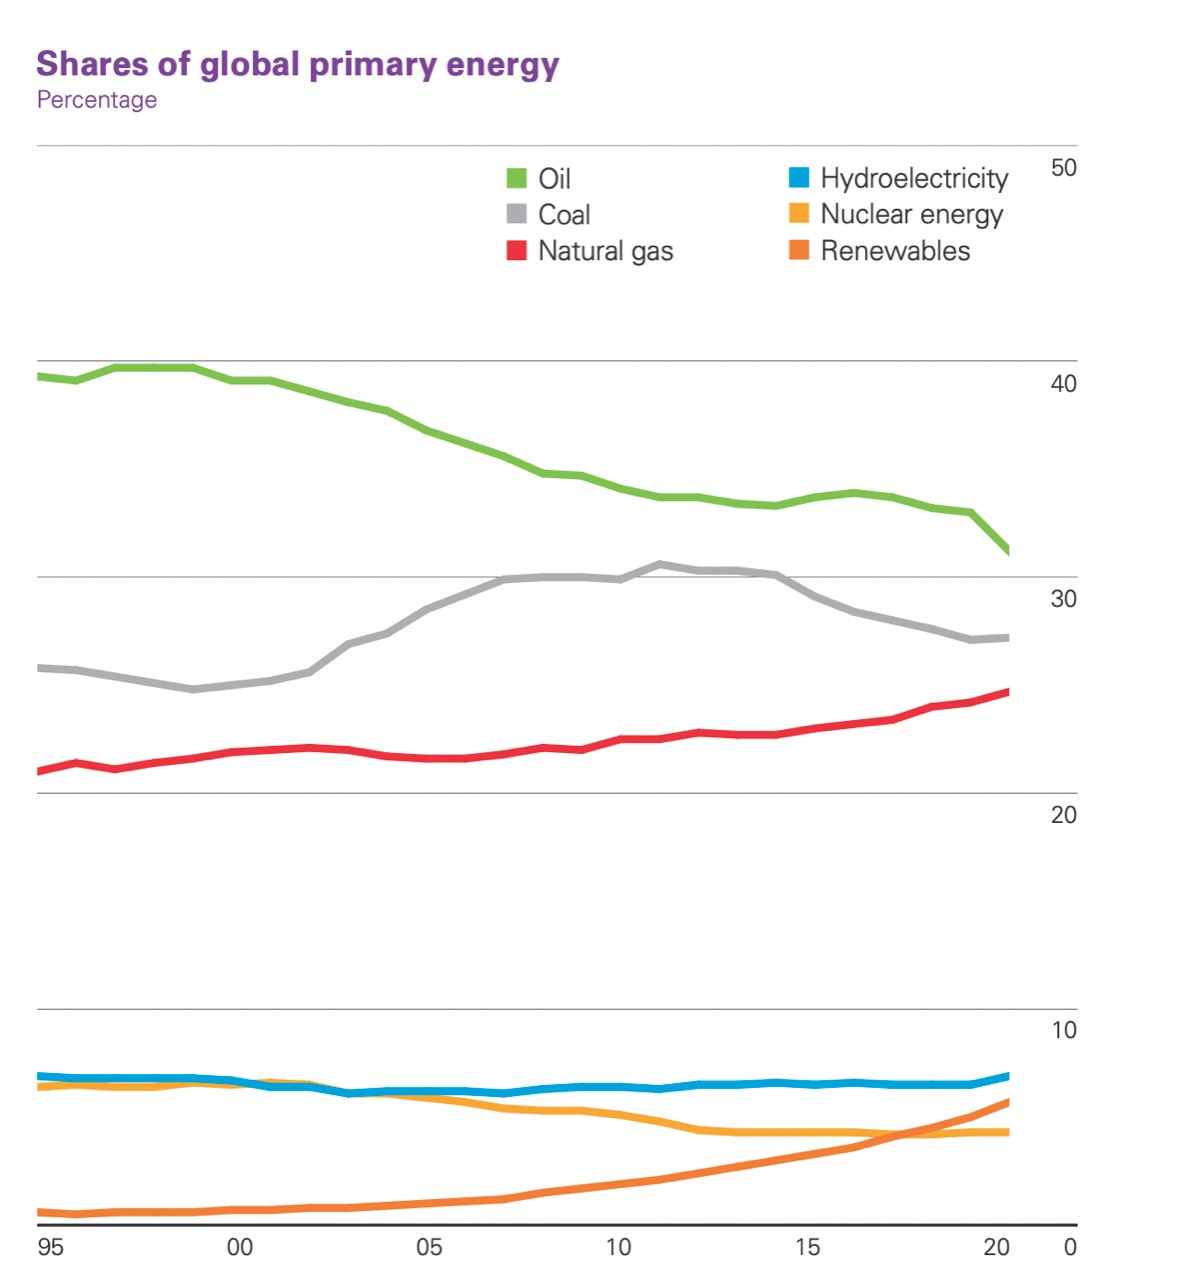 Shares of global primary energy
Percentage
50
Oil
Coal
Natural gas
Hydroelectricity
Nuclear energy
Renewables
40
30
20
10
95 00 05 10 15 20 0